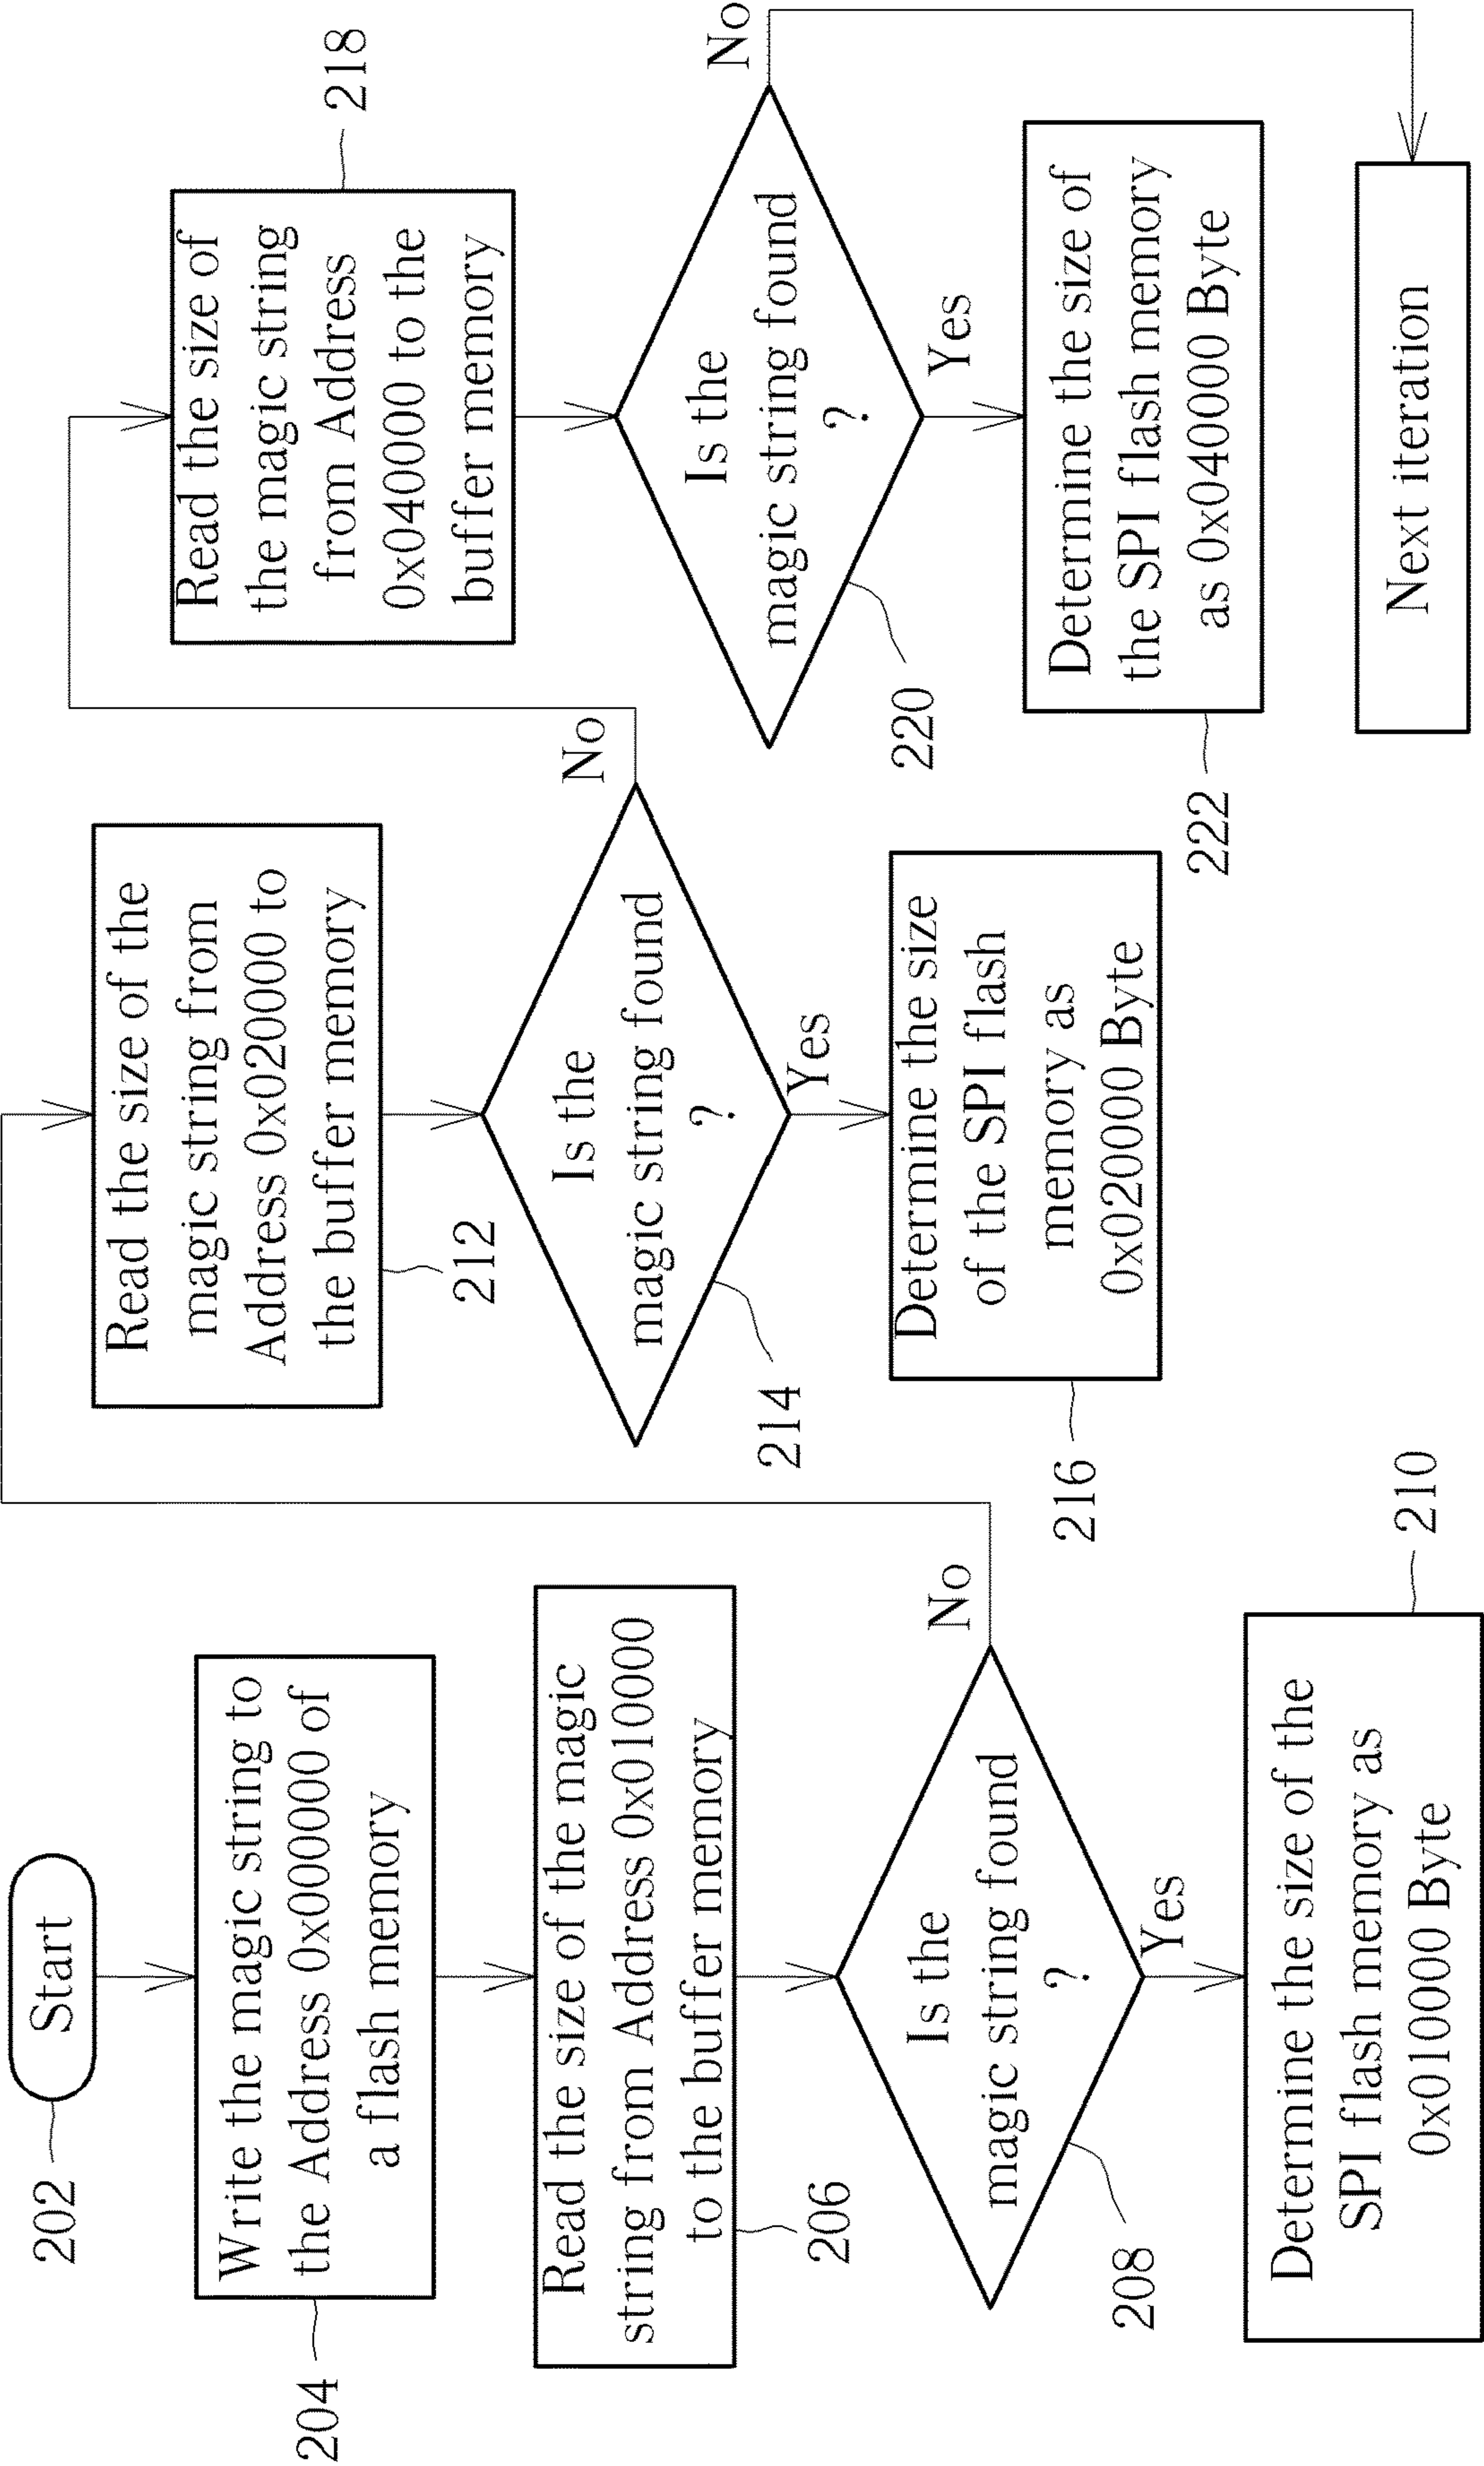 Start
202
Write the magic string to
the Address 0x000000 of
a flash memory
204
Read the size of the magic
string from Address 0x010000
to the buffer memory
206
Is the
magic string found
?
208
No
Yes
Determine the size of the
SPI flash memory as
0x010000 Byte
210
Read the size of the
magic string from
Address 0x020000 to
the buffer memory
212
Is the
magic string found
?
214
No
Yes
Determine the size
of the SPI flash
memory as
0x020000 Byte
216
Read the size of
the magic string
from Address
0x040000 to the
buffer memory
218
Is the
magic string found
?
220
No
Yes
Determine the size of
the SPI flash memory
as 0x040000 Byte
222
Next iteration